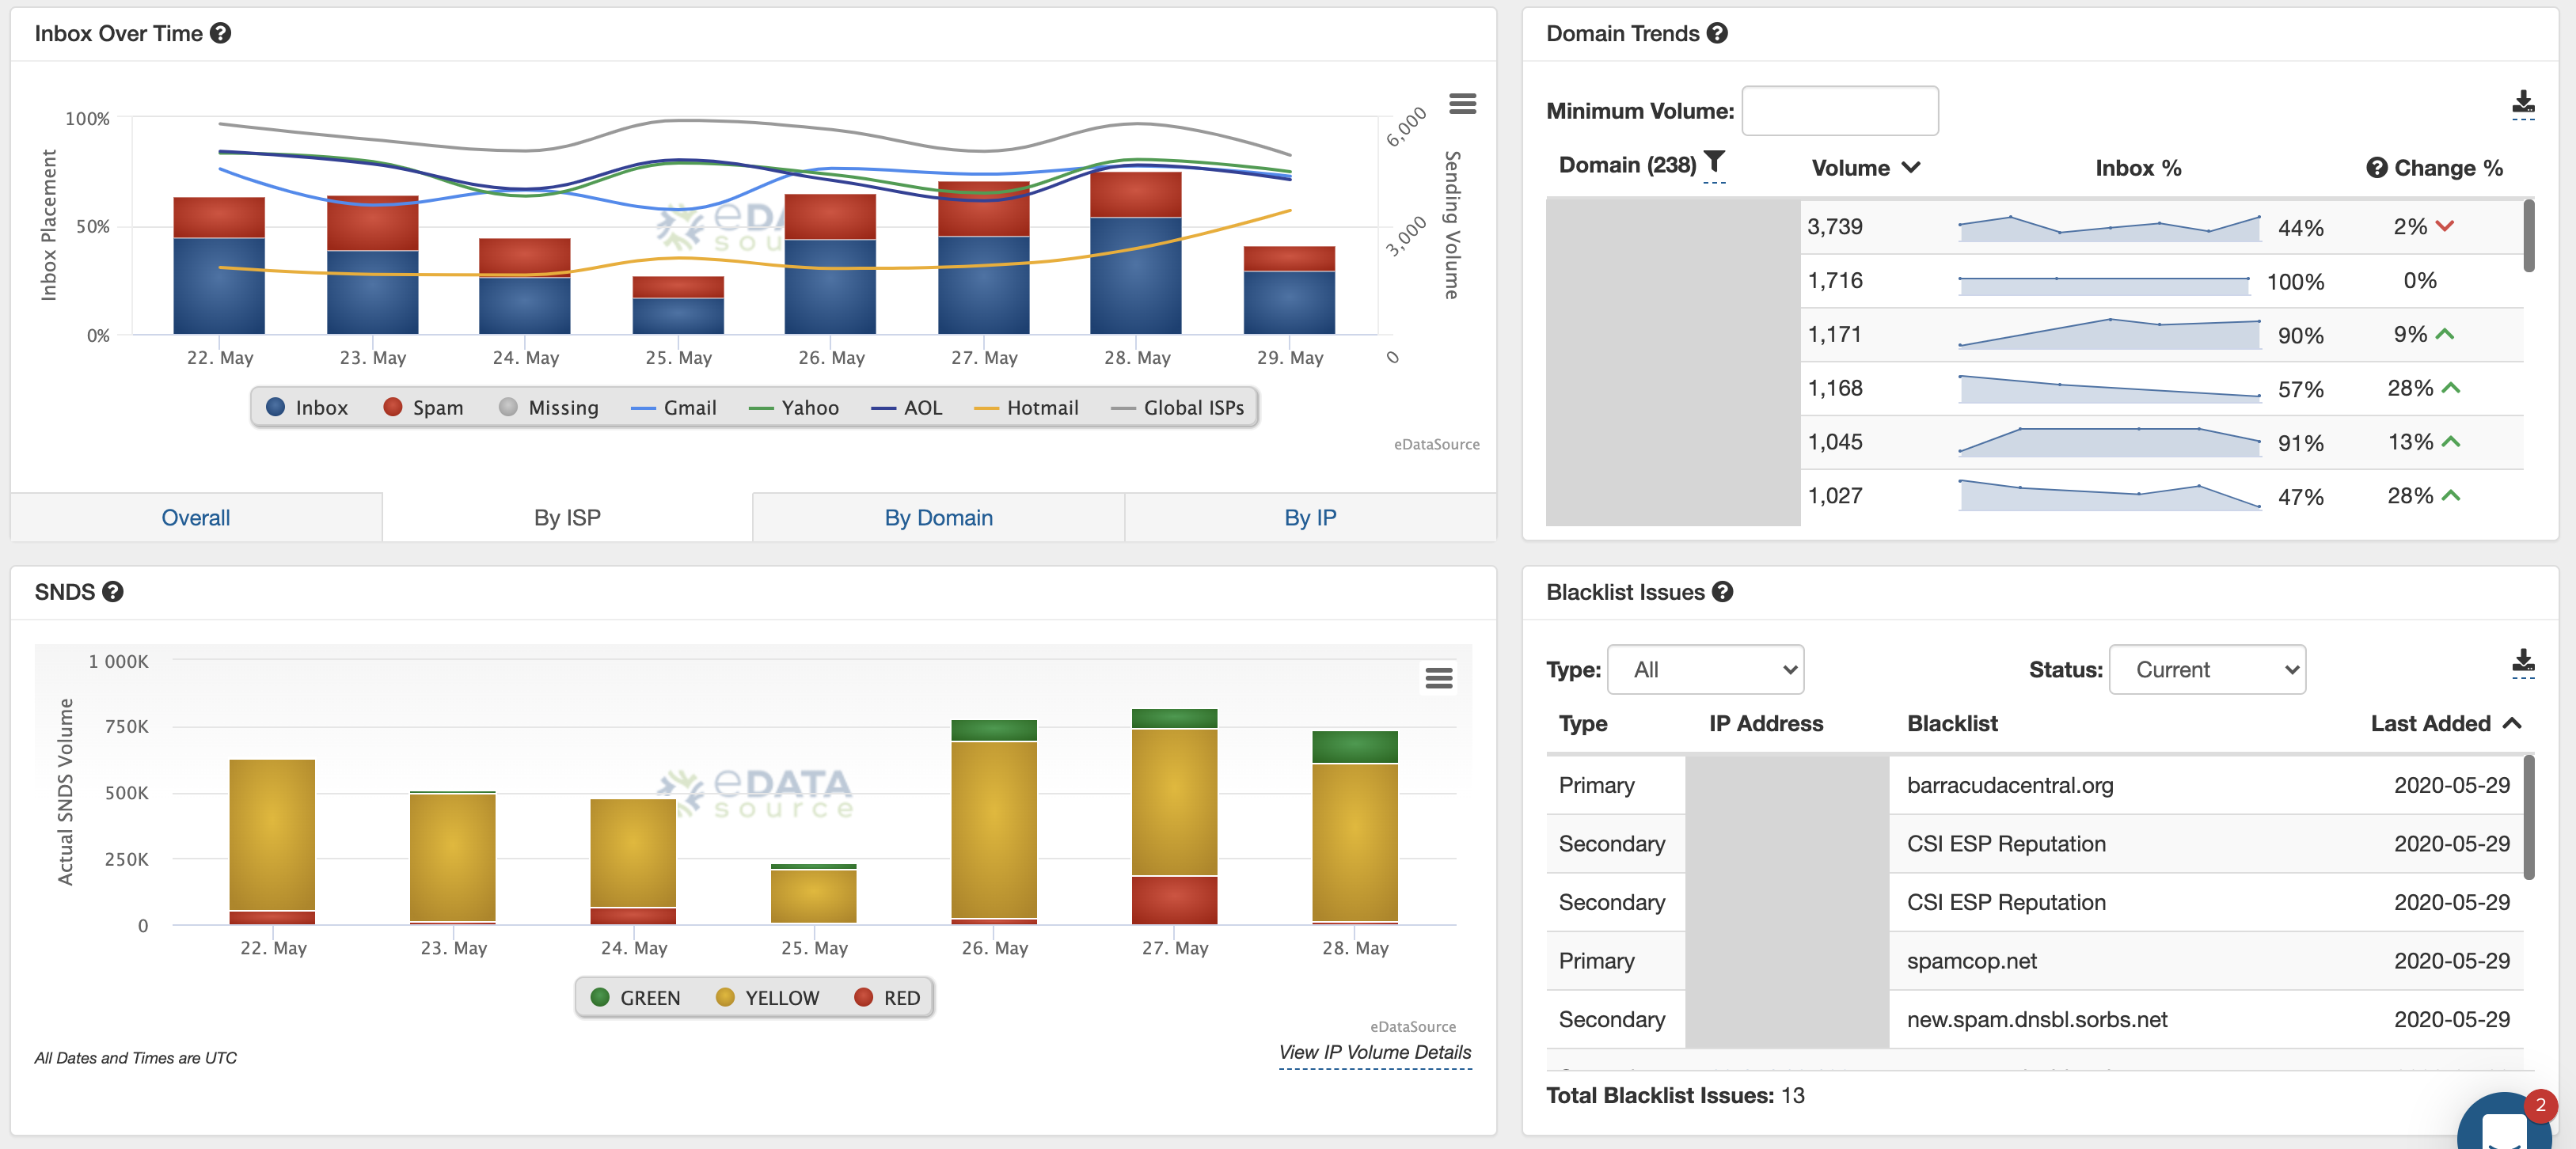 Inbox Over Time ?
100%
50%
0%
Inbox Placement
6,000
3,000
0
Sending Volume
eDA
sou
22. May 23. May 24. May 25. May 26. May 27. May 28. May 29. May
Inbox Spam Missing Gmail Yahoo AOL Hotmail Global ISPs
eDataSource
Overall By ISP By Domain By IP
Domain Trends ?
Minimum Volume:
Domain (238) Volume Inbox % ? Change %
3,739 44% 2%
1,716 100% 0%
1,171 90% 9%
1,168 57% 28%
1,045 91% 13%
1,027 47% 28%
SNDS ?
1 000K
750K
500K
250K
0
Actual SNDS Volume
eDATA
source
22. May 23. May 24. May 25. May 26. May 27. May 28. May
GREEN YELLOW RED
eDataSource
View IP Volume Details
All Dates and Times are UTC
Blacklist Issues ?
Type: All Status: Current
Type IP Address Blacklist Last Added
Primary barracudacentral.org 2020-05-29
Secondary CSI ESP Reputation 2020-05-29
Secondary CSI ESP Reputation 2020-05-29
Primary spamcop.net 2020-05-29
Secondary new.spam.dnsbl.sorbs.net 2020-05-29
Total Blacklist Issues: 13
2